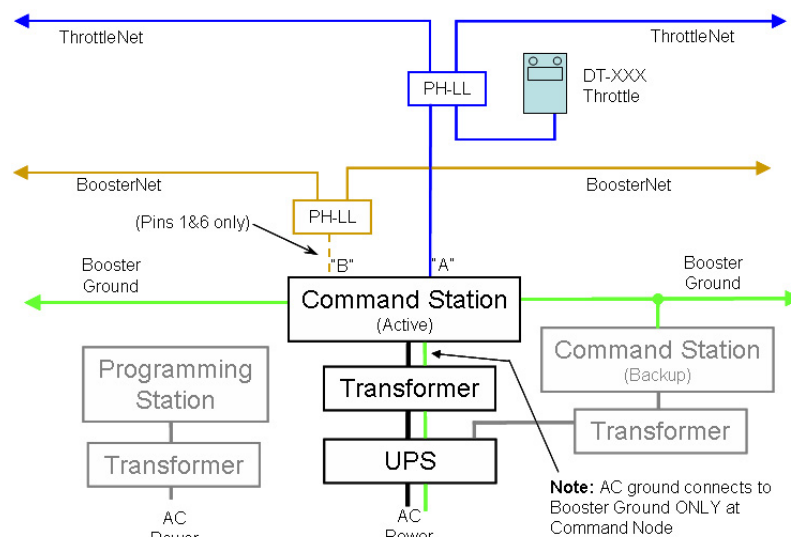 ThrottleNet
ThrottleNet
PH-LL
DT-XXX
Throttle
BoosterNet
BoosterNet
PH-LL
(Pins 1&6 only)
"B"
"A"
Booster
Ground
Booster
Ground
Command Station
(Active)
Command Station
(Backup)
Programming
Station
Transformer
Transformer
Transformer
UPS
Note: AC ground connects to
Booster Ground ONLY at
Command Node
AC
Power
AC
Power